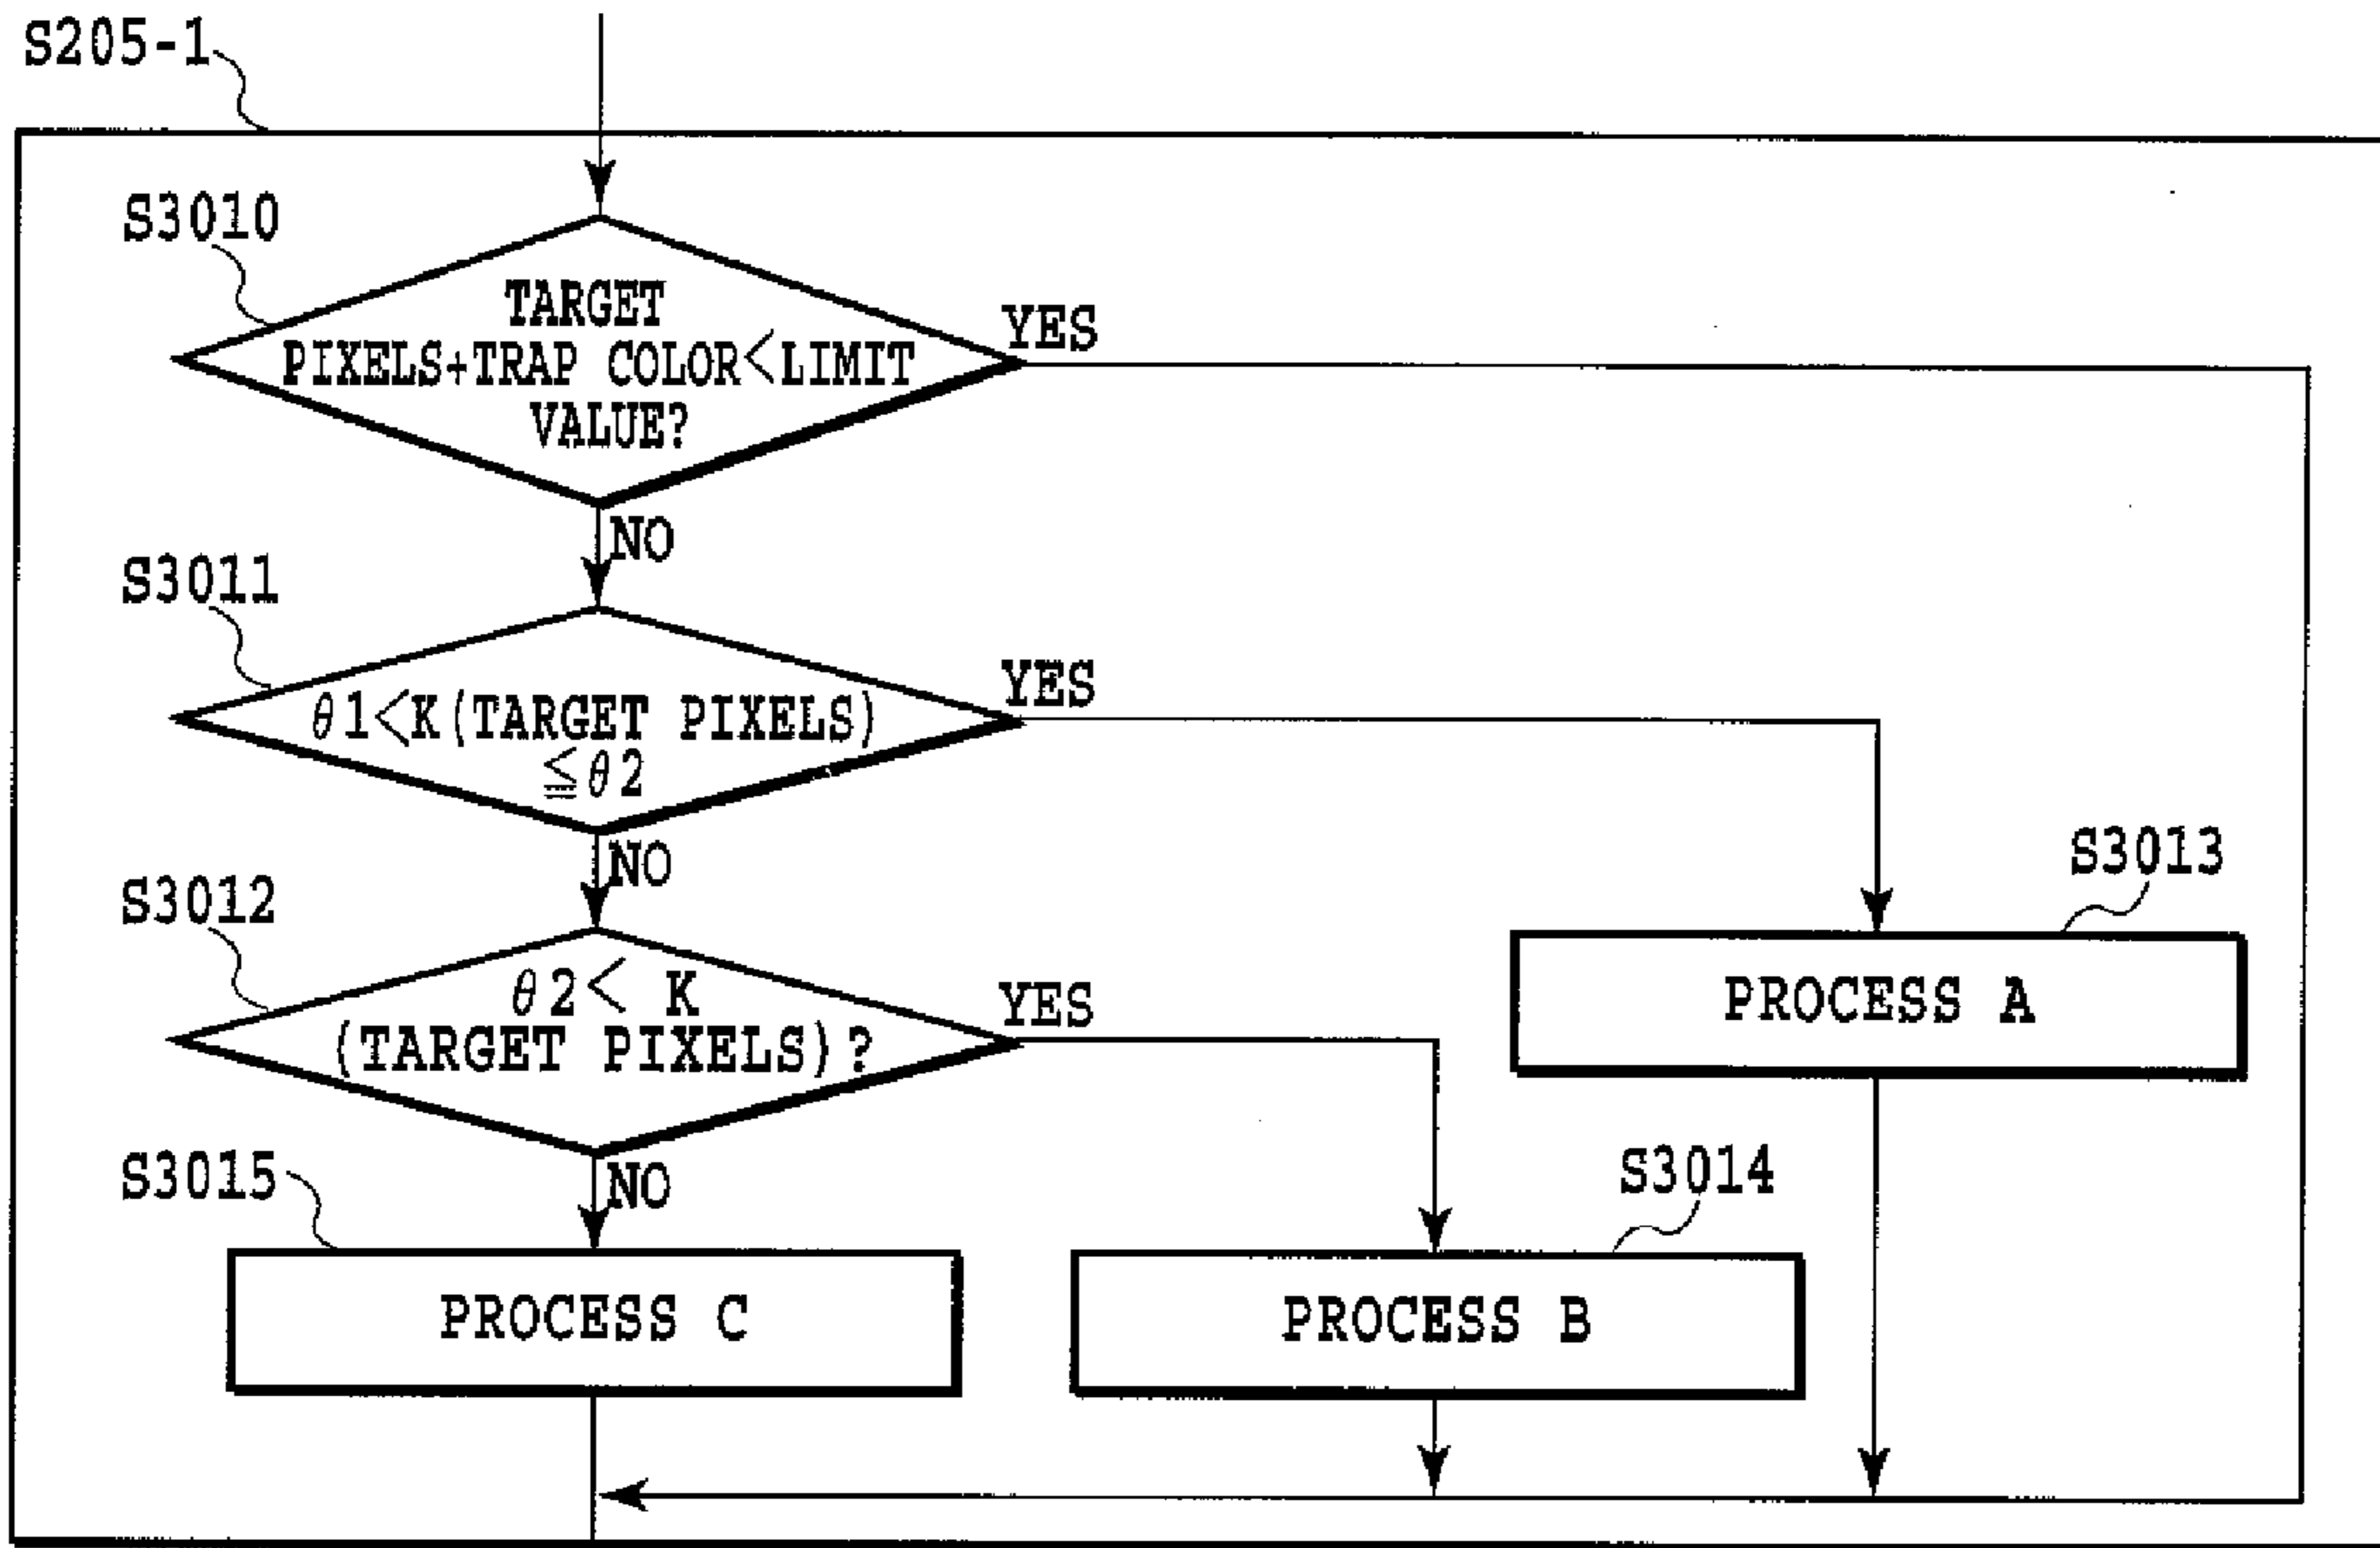 S205-1
S3010
TARGET
PIXELS+TRAP COLOR<LIMIT
VALUE?
YES
NO
S3011
θ1<K(TARGET PIXELS)
≦θ2
YES
NO
S3012
θ2< K
(TARGET PIXELS)?
YES
NO
S3013
PROCESS A
S3014
PROCESS B
S3015
PROCESS C